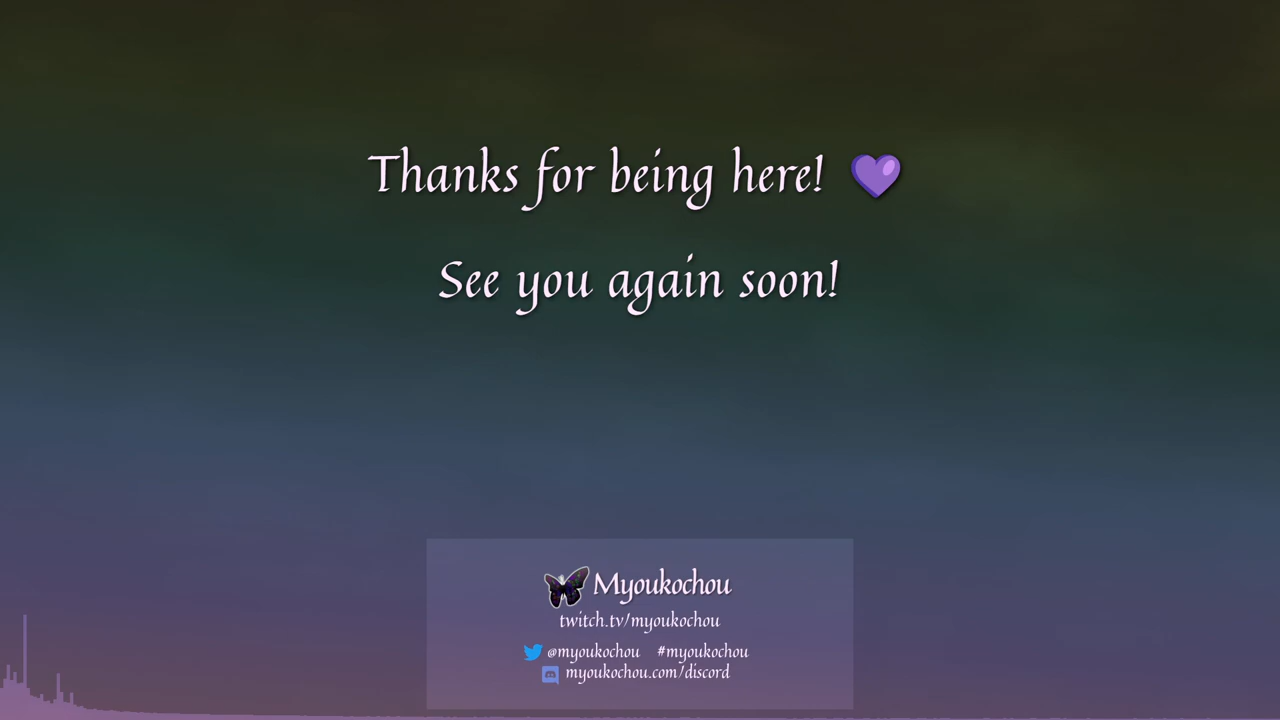 Thanks for being here! 💜
See you again soon!
Myoukochou
twitch.tv/myoukochou
@myoukochou #myoukochou
myoukochou.com/discord